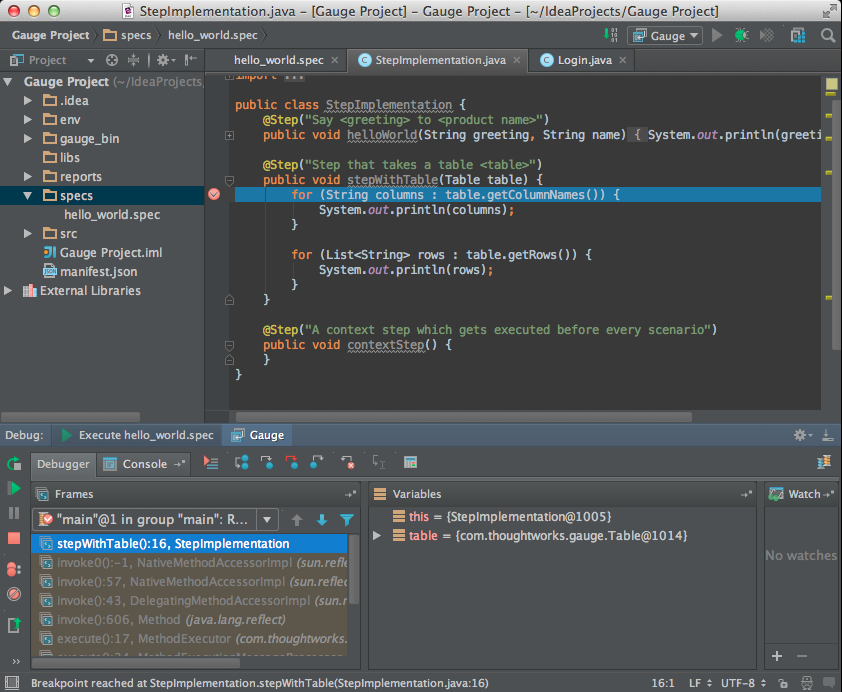 StepImplementation.java - [Gauge Project] - Gauge Project - [~/IdeaProjects/Gauge Project]
Gauge Project specs hello_world.spec Gauge
Project hello_world.spec StepImplementation.java Login.java
Gauge Project (~/IdeaProjects
.idea
env
gauge_bin
libs
reports
specs
hello_world.spec
src
Gauge Project.iml
manifest.json
External Libraries
import ...
public class StepImplementation {
@Step("Say <greeting> to <product name>")
public void helloWorld(String greeting, String name) { System.out.println(greeti
@Step("Step that takes a table <table>")
public void stepWithTable(Table table) {
for (String columns : table.getColumnNames()) {
System.out.println(columns);
}
for (List<String> rows : table.getRows()) {
System.out.println(rows);
}
}
@Step("A context step which gets executed before every scenario")
public void contextStep() {
}
}
Debug: Execute hello_world.spec Gauge
Debugger Console
Frames
"main"@1 in group "main": R...
stepWithTable():16, StepImplementation
invoke0():-1, NativeMethodAccessorImpl (sun.refle
invoke():57, NativeMethodAccessorImpl (sun.reflec
invoke():43, DelegatingMethodAccessorImpl (sun.r
invoke():606, Method (java.lang.reflect)
execute():17, MethodExecutor (com.thoughtworks.
Variables
this = {StepImplementation@1005}
table = {com.thoughtworks.gauge.Table@1014}
Watch
No watches
Breakpoint reached at StepImplementation.stepWithTable(StepImplementation.java:16) 16:1 LF UTF-8